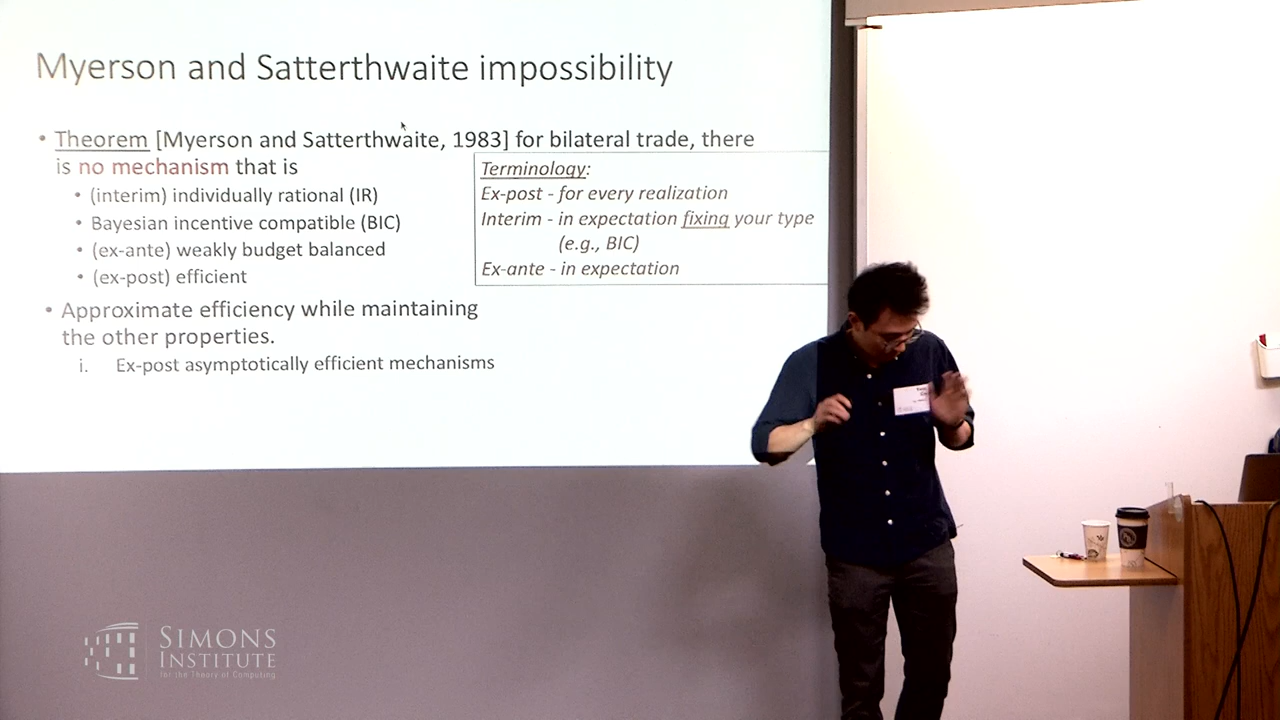 Myerson and Satterthwaite impossibility
• Theorem [Myerson and Satterthwaite, 1983] for bilateral trade, there
is no mechanism that is
• (interim) individually rational (IR)
• Bayesian incentive compatible (BIC)
• (ex-ante) weakly budget balanced
• (ex-post) efficient
Terminology:
Ex-post - for every realization
Interim - in expectation fixing your type
(e.g., BIC)
Ex-ante - in expectation
• Approximate efficiency while maintaining
the other properties.
i. Ex-post asymptotically efficient mechanisms
SIMONS
INSTITUTE
for the Theory of Computing